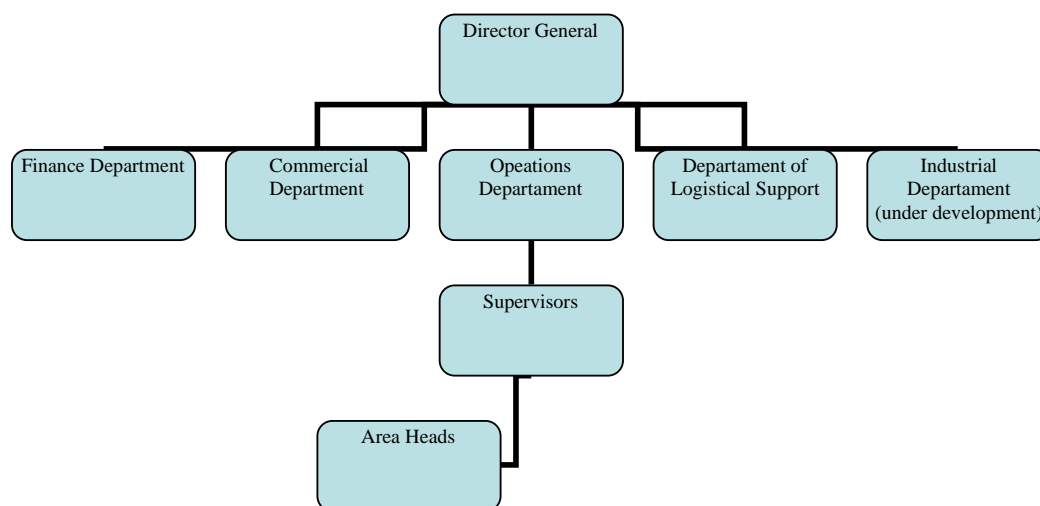 Director General
Finance Department
Commercial
Department
Opeations
Departament
Departament of
Logistical Support
Industrial
Departament
(under development)
Supervisors
Area Heads